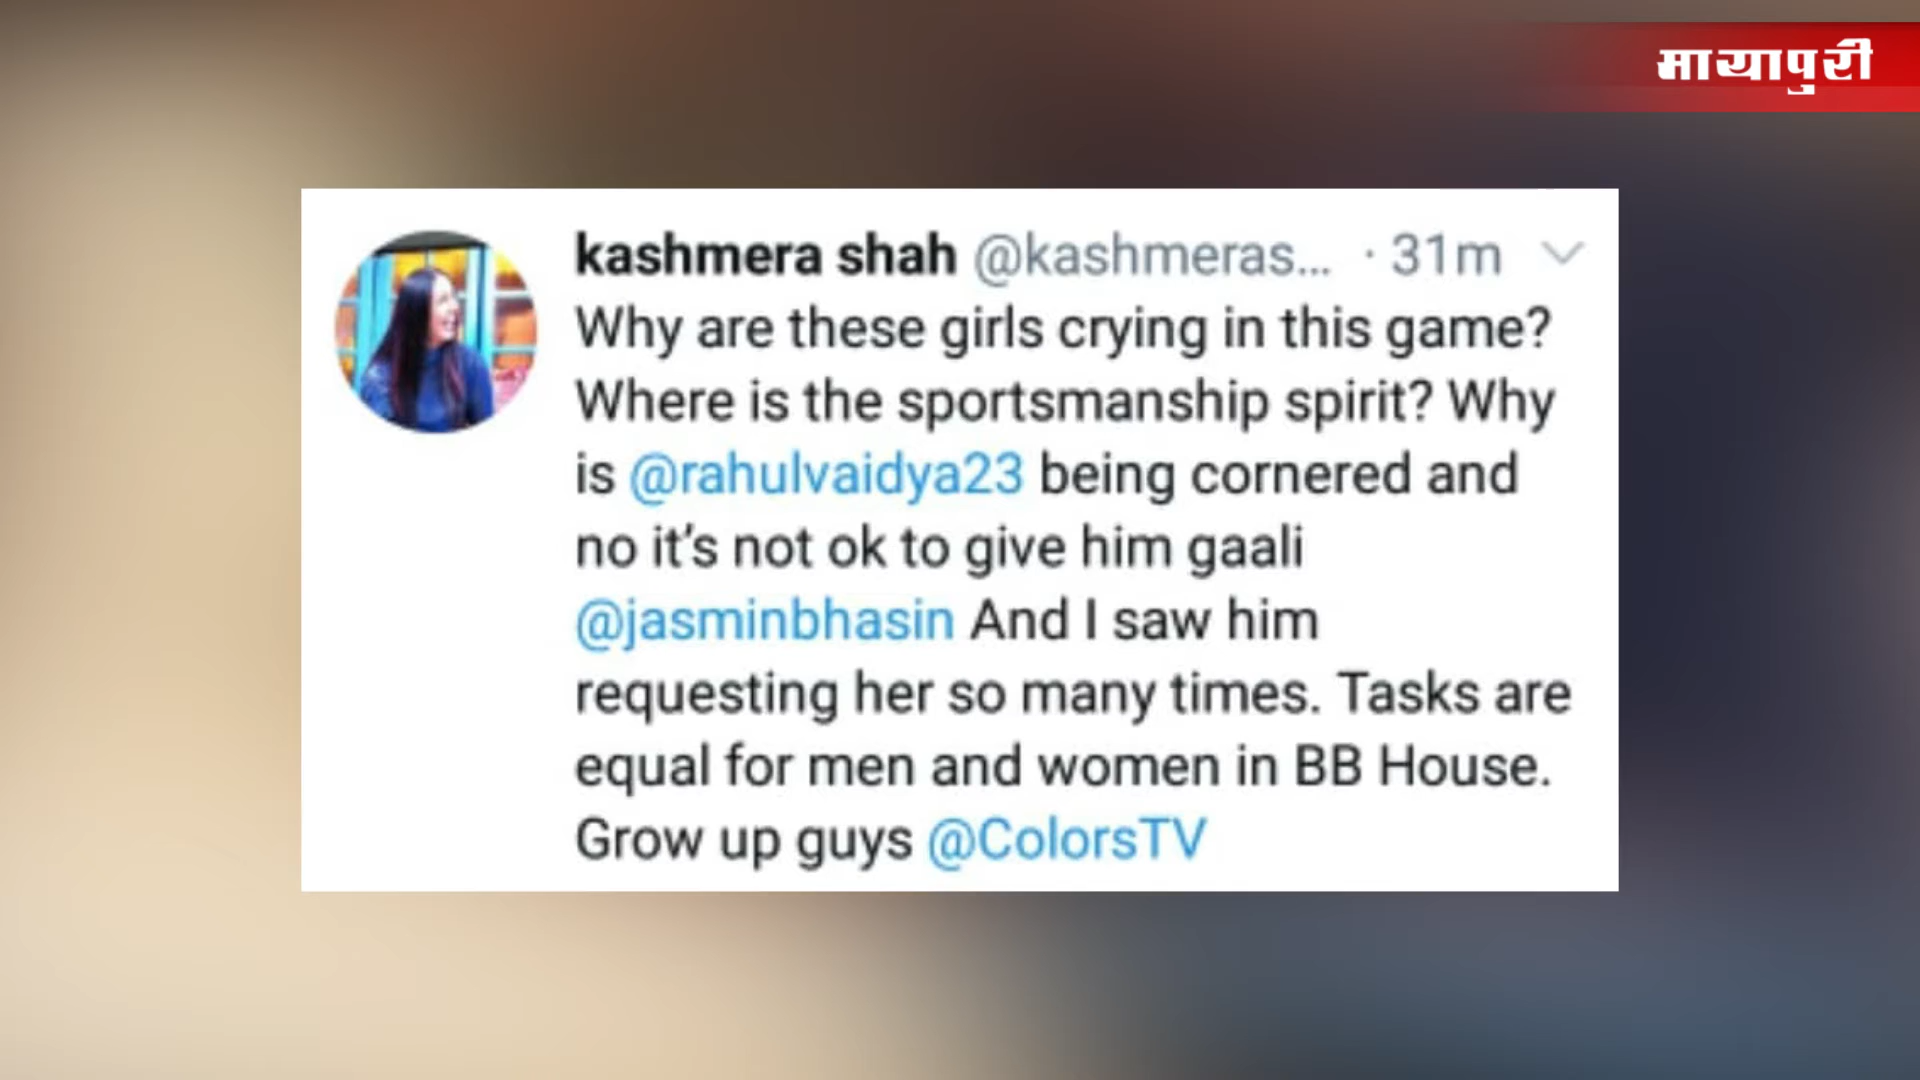 मायापुरी
kashmera shah @kashmeras... · 31m
Why are these girls crying in this game?
Where is the sportsmanship spirit? Why
is @rahulvaidya23 being cornered and
no it's not ok to give him gaali
@jasminbhasin And I saw him
requesting her so many times. Tasks are
equal for men and women in BB House.
Grow up guys @ColorsTV